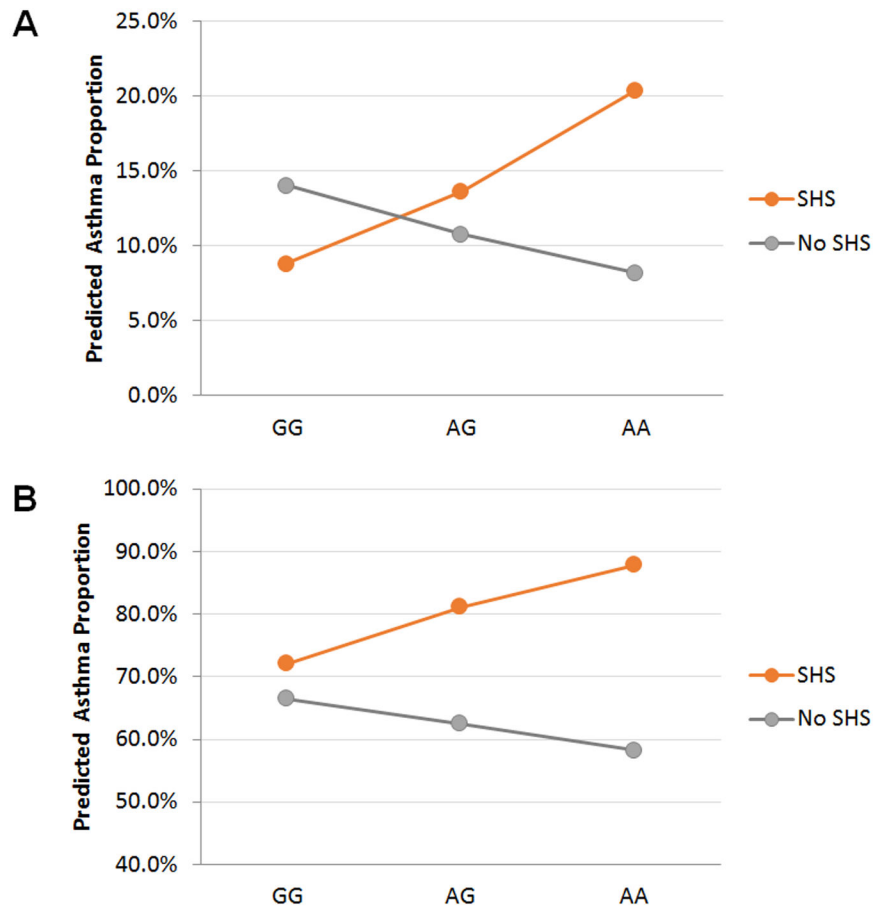 A
Predicted Asthma Proportion
25.0%
20.0%
15.0%
10.0%
5.0%
0.0%
GG AG AA
SHS
No SHS
B
Predicted Asthma Proportion
100.0%
90.0%
80.0%
70.0%
60.0%
50.0%
40.0%
GG AG AA
SHS
No SHS